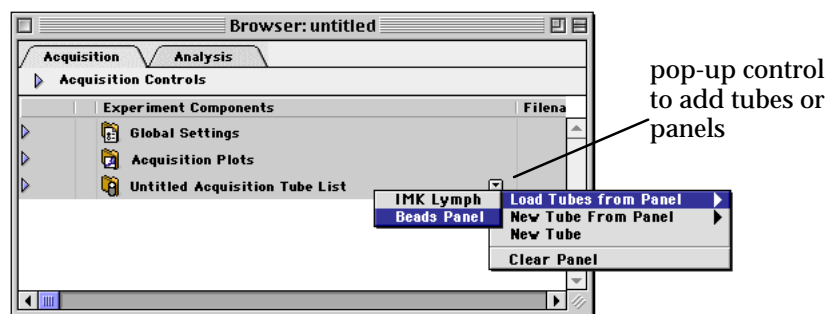 Browser: untitled
Acquisition Analysis
Acquisition Controls
Experiment Components Filena
Global Settings
Acquisition Plots
Untitled Acquisition Tube List
IMK Lymph
Beads Panel
Load Tubes from Panel
New Tube From Panel
New Tube
Clear Panel
pop-up control
to add tubes or
panels